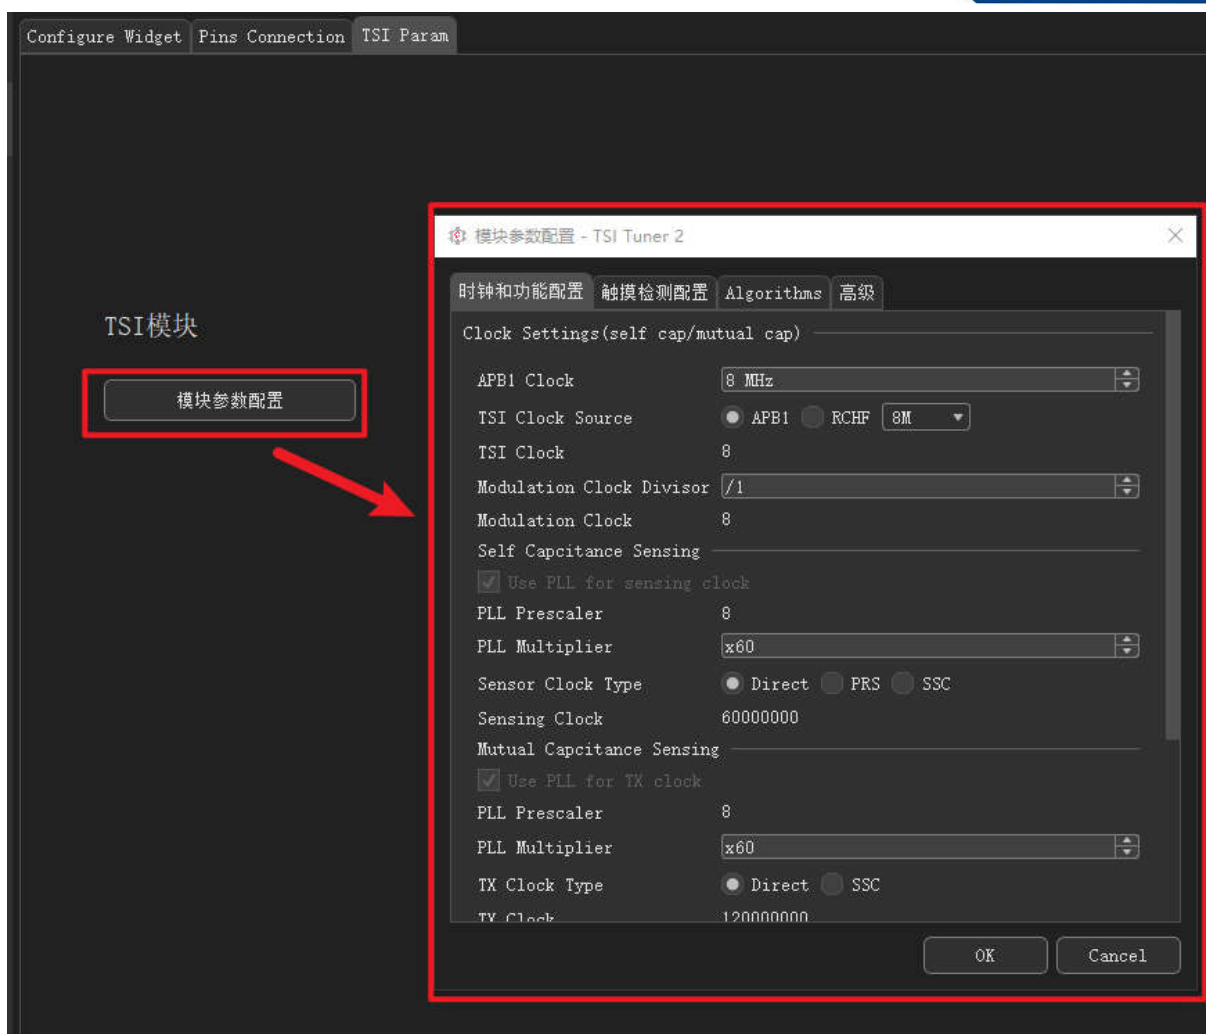 Configure Widget Pins Connection TSI Param
TSI模块
模块参数配置
模块参数配置 - TSI Tuner 2
时钟和功能配置 触摸检测配置 Algorithms 高级
Clock Settings(self cap/mutual cap)
APB1 Clock 8 MHz
TSI Clock Source APB1 RCHF 8M
TSI Clock 8
Modulation Clock Divisor /1
Modulation Clock 8
Self Capcitance Sensing
Use PLL for sensing clock
PLL Prescaler 8
PLL Multiplier x60
Sensor Clock Type Direct PRS SSC
Sensing Clock 60000000
Mutual Capcitance Sensing
Use PLL for TX clock
PLL Prescaler 8
PLL Multiplier x60
TX Clock Type Direct SSC
TX Clock 120000000
OK Cancel